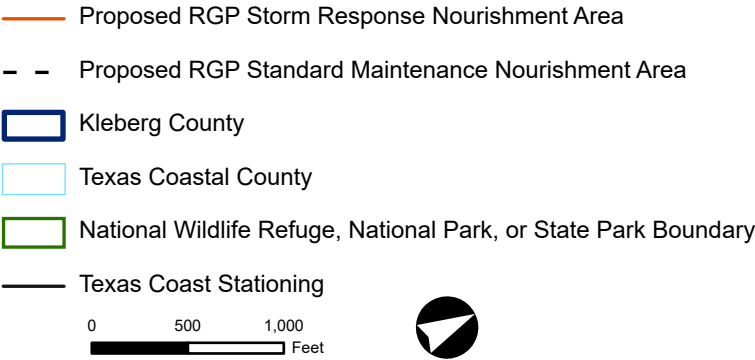 Proposed RGP Storm Response Nourishment Area
Proposed RGP Standard Maintenance Nourishment Area
Kleberg County
Texas Coastal County
National Wildlife Refuge, National Park, or State Park Boundary
Texas Coast Stationing
0 500 1,000
Feet